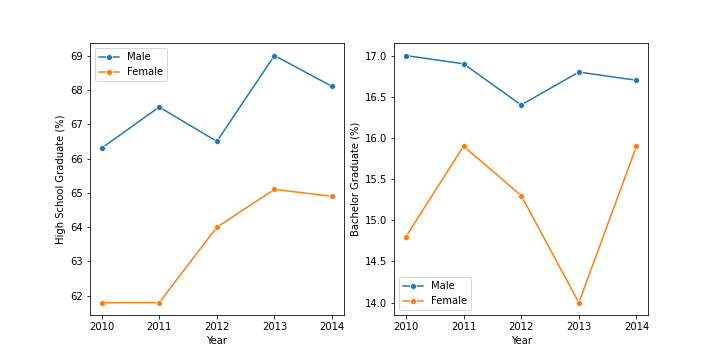 69
68
67
66
65
64
63
62
High School Graduate (%)
Male
Female
2010 2011 2012 2013 2014
Year
17.0
16.5
16.0
15.5
15.0
14.5
14.0
Bachelor Graduate (%)
Male
Female
2010 2011 2012 2013 2014
Year